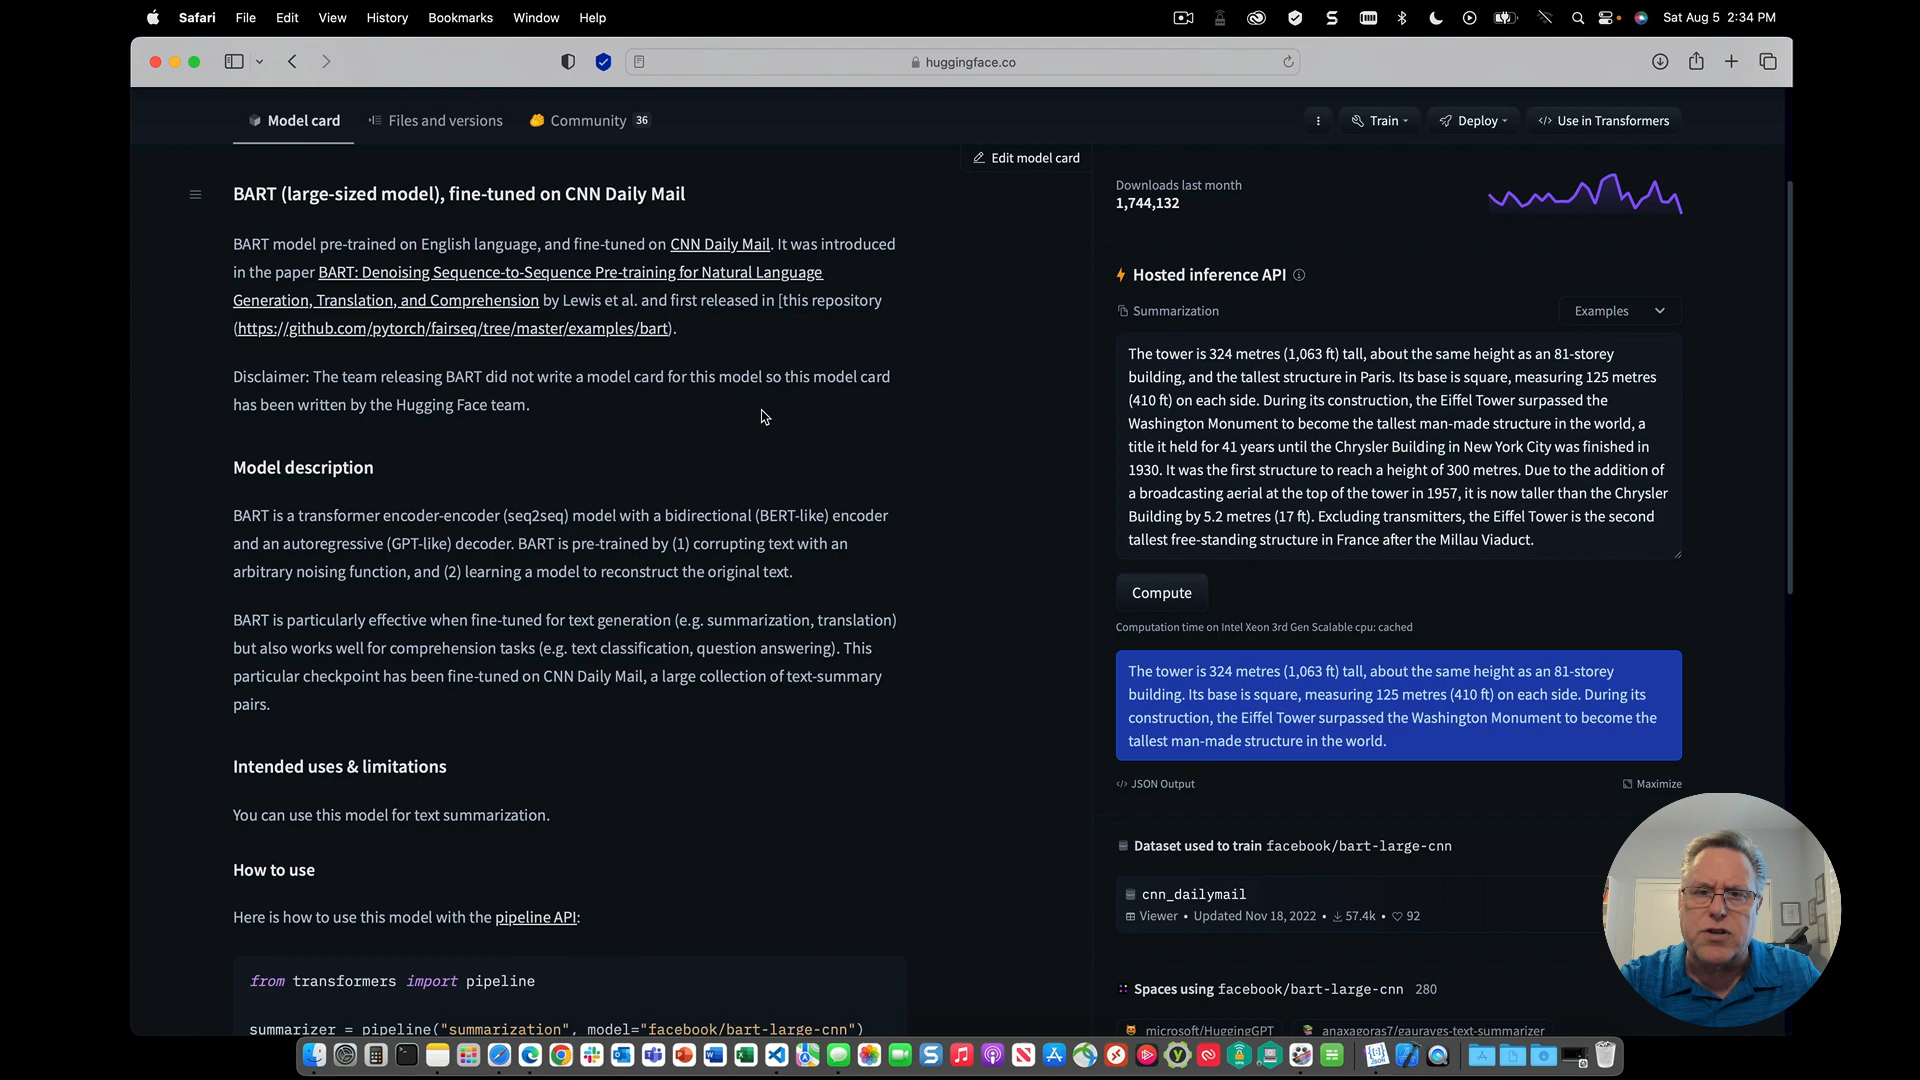 Safari File Edit View History Bookmarks Window Help
Sat Aug 5 2:34 PM
huggingface.co
Model card
Files and versions
Community 36
Train
Deploy
</> Use in Transformers
Edit model card
BART (large-sized model), fine-tuned on CNN Daily Mail
BART model pre-trained on English language, and fine-tuned on CNN Daily Mail. It was introduced
in the paper BART: Denoising Sequence-to-Sequence Pre-training for Natural Language
Generation, Translation, and Comprehension by Lewis et al. and first released in [this repository
(https://github.com/pytorch/fairseq/tree/master/examples/bart).
Disclaimer: The team releasing BART did not write a model card for this model so this model card
has been written by the Hugging Face team.
Model description
BART is a transformer encoder-encoder (seq2seq) model with a bidirectional (BERT-like) encoder
and an autoregressive (GPT-like) decoder. BART is pre-trained by (1) corrupting text with an
arbitrary noising function, and (2) learning a model to reconstruct the original text.
BART is particularly effective when fine-tuned for text generation (e.g. summarization, translation)
but also works well for comprehension tasks (e.g. text classification, question answering). This
particular checkpoint has been fine-tuned on CNN Daily Mail, a large collection of text-summary
pairs.
Intended uses & limitations
You can use this model for text summarization.
How to use
Here is how to use this model with the pipeline API:
from transformers import pipeline
summarizer = pipeline("summarization", model="facebook/bart-large-cnn")
Downloads last month
1,744,132
Hosted inference API
Summarization
Examples
The tower is 324 metres (1,063 ft) tall, about the same height as an 81-storey
building, and the tallest structure in Paris. Its base is square, measuring 125 metres
(410 ft) on each side. During its construction, the Eiffel Tower surpassed the
Washington Monument to become the tallest man-made structure in the world, a
title it held for 41 years until the Chrysler Building in New York City was finished in
1930. It was the first structure to reach a height of 300 metres. Due to the addition of
a broadcasting aerial at the top of the tower in 1957, it is now taller than the Chrysler
Building by 5.2 metres (17 ft). Excluding transmitters, the Eiffel Tower is the second
tallest free-standing structure in France after the Millau Viaduct.
Compute
Computation time on Intel Xeon 3rd Gen Scalable cpu: cached
The tower is 324 metres (1,063 ft) tall, about the same height as an 81-storey
building. Its base is square, measuring 125 metres (410 ft) on each side. During its
construction, the Eiffel Tower surpassed the Washington Monument to become the
tallest man-made structure in the world.
</> JSON Output
Maximize
Dataset used to train facebook/bart-large-cnn
cnn_dailymail
Viewer • Updated Nov 18, 2022 • 57.4k • 92
Spaces using facebook/bart-large-cnn 280
microsoft/HuggingGPT
anaxagoras7/gauravgs-text-summarizer